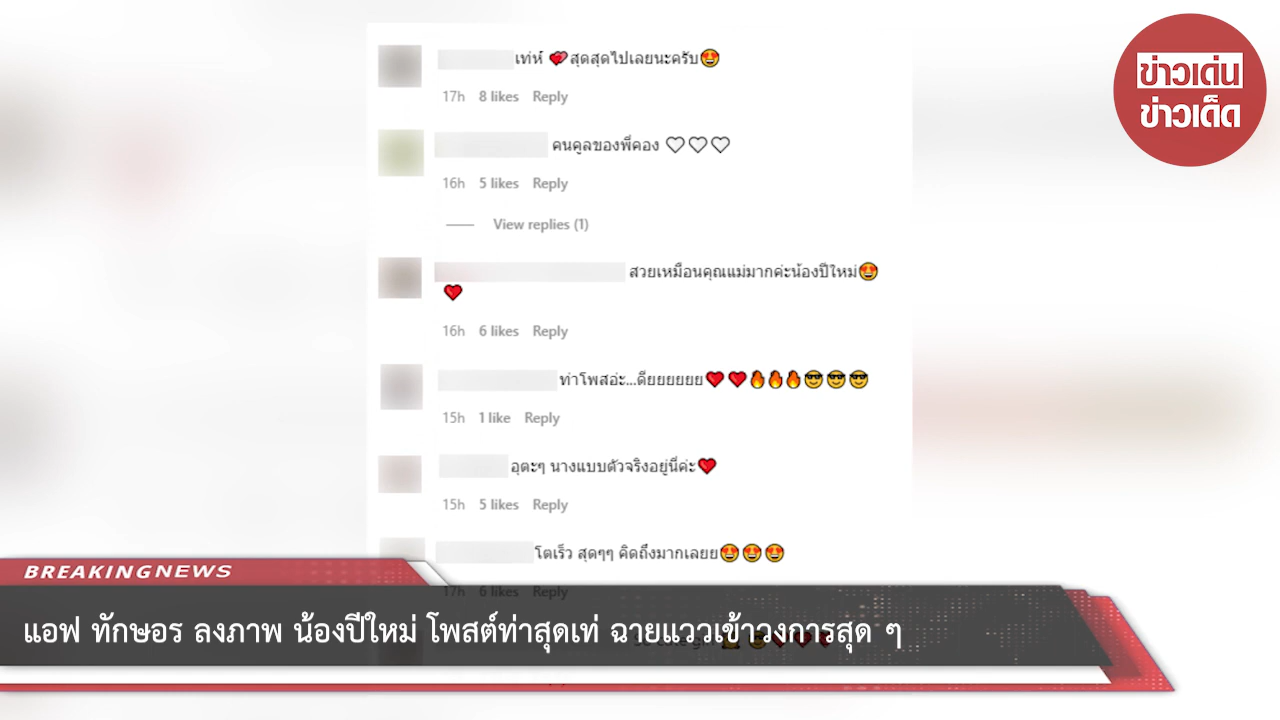 ข่าวเด่น
ข่าวเด็ด
เท่ห์ 💕สุดสุดไปเลยนะครับ🤩
17h 8 likes Reply
คนคูลของพี่คอง ♡♡♡
16h 5 likes Reply
View replies (1)
สวยเหมือนคุณแม่มากค่ะน้องปีใหม่🤩
❤️
16h 6 likes Reply
ท่าโพสอ่ะ...ดียยยยยย❤️❤️🔥🔥🔥😎😎😎
15h 1 like Reply
อุตะๆ นางแบบตัวจริงอยู่นี่ค่ะ❤️
15h 5 likes Reply
โตเร็ว สุดๆๆ คิดถึงมากเลยย🤩🤩🤩
17h 6 likes Reply
BREAKINGNEWS
แอฟ ทักษอร ลงภาพ น้องปีใหม่ โพสต์ท่าสุดเท่ ฉายแววเข้าวงการสุด ๆ